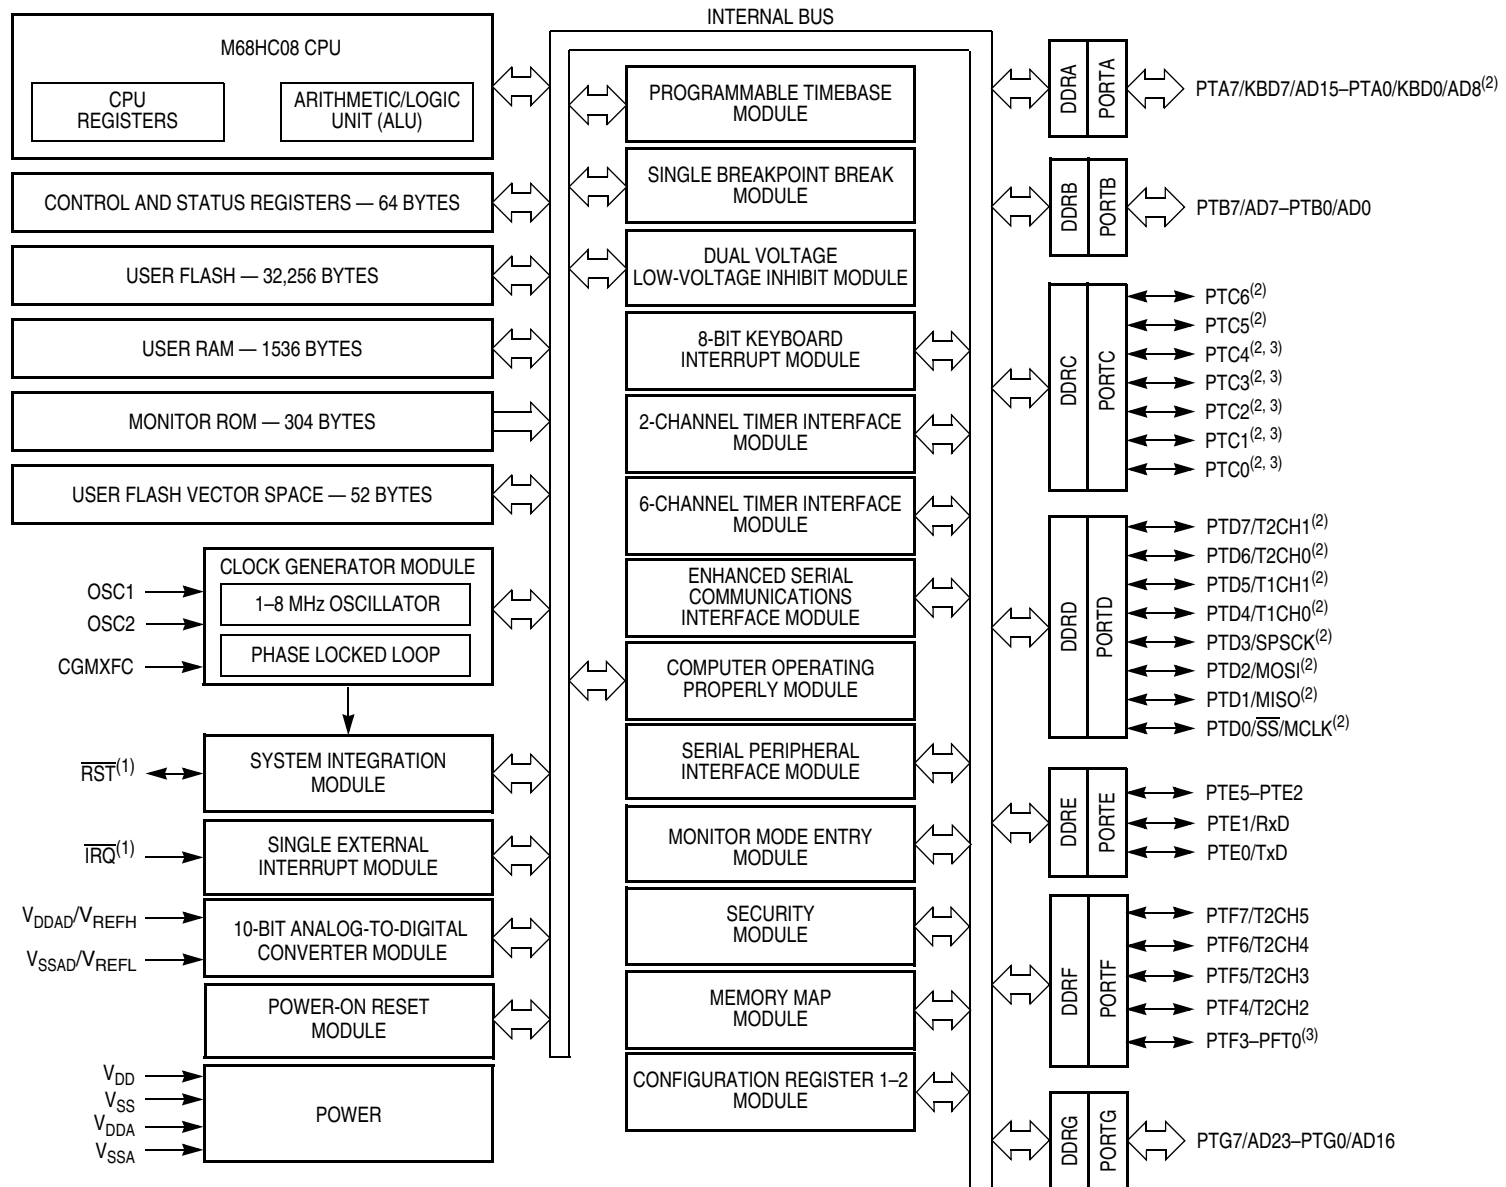 INTERNAL BUS
M68HC08 CPU
CPU
REGISTERS
ARITHMETIC/LOGIC
UNIT (ALU)
CONTROL AND STATUS REGISTERS — 64 BYTES
USER FLASH — 32,256 BYTES
USER RAM — 1536 BYTES
MONITOR ROM — 304 BYTES
USER FLASH VECTOR SPACE — 52 BYTES
CLOCK GENERATOR MODULE
1–8 MHz OSCILLATOR
PHASE LOCKED LOOP
OSC1
OSC2
CGMXFC
SYSTEM INTEGRATION
MODULE
RST(1)
SINGLE EXTERNAL
INTERRUPT MODULE
IRQ(1)
10-BIT ANALOG-TO-DIGITAL
CONVERTER MODULE
VDDAD/VREFH
VSSAD/VREFL
POWER-ON RESET
MODULE
POWER
VDD
VSS
VDDA
VSSA
PROGRAMMABLE TIMEBASE
MODULE
SINGLE BREAKPOINT BREAK
MODULE
DUAL VOLTAGE
LOW-VOLTAGE INHIBIT MODULE
8-BIT KEYBOARD
INTERRUPT MODULE
2-CHANNEL TIMER INTERFACE
MODULE
6-CHANNEL TIMER INTERFACE
MODULE
ENHANCED SERIAL
COMMUNICATIONS
INTERFACE MODULE
COMPUTER OPERATING
PROPERLY MODULE
SERIAL PERIPHERAL
INTERFACE MODULE
MONITOR MODE ENTRY
MODULE
SECURITY
MODULE
MEMORY MAP
MODULE
CONFIGURATION REGISTER 1–2
MODULE
DDRA
PORTA
PTA7/KBD7/AD15–PTA0/KBD0/AD8(2)
DDRB
PORTB
PTB7/AD7–PTB0/AD0
DDRC
PORTC
PTC6(2)
PTC5(2)
PTC4(2, 3)
PTC3(2, 3)
PTC2(2, 3)
PTC1(2, 3)
PTC0(2, 3)
DDRD
PORTD
PTD7/T2CH1(2)
PTD6/T2CH0(2)
PTD5/T1CH1(2)
PTD4/T1CH0(2)
PTD3/SPSCK(2)
PTD2/MOSI(2)
PTD1/MISO(2)
PTD0/SS/MCLK(2)
DDRE
PORTE
PTE5–PTE2
PTE1/RxD
PTE0/TxD
DDRF
PORTF
PTF7/T2CH5
PTF6/T2CH4
PTF5/T2CH3
PTF4/T2CH2
PTF3–PFT0(3)
DDRG
PORTG
PTG7/AD23–PTG0/AD16